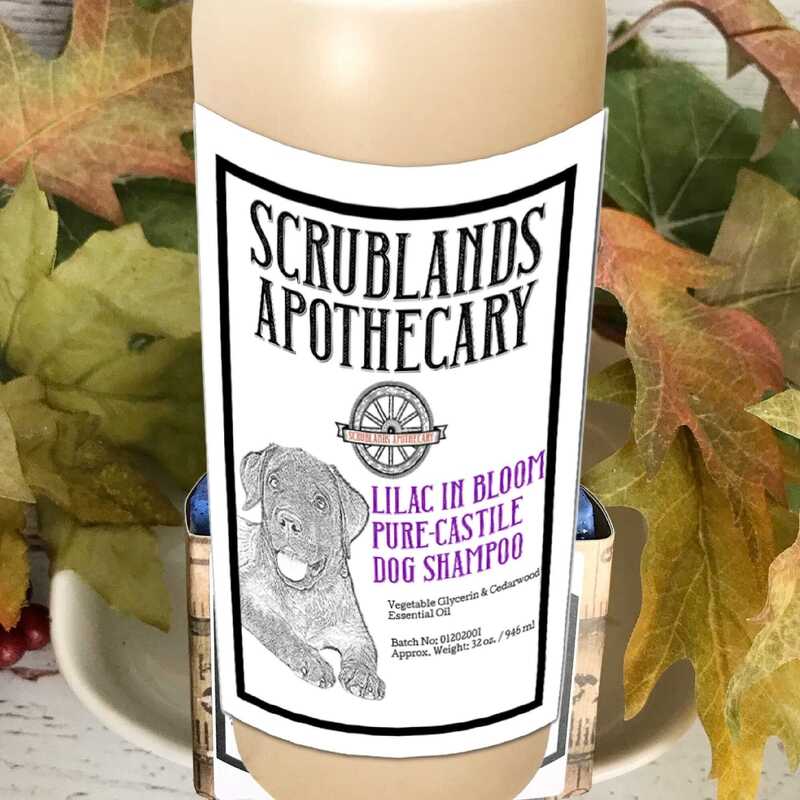 SCRUBLANDS
APOTHECARY
SCRUBLANDS APOTHECARY
LILAC IN BLOOM
PURE-CASTILE
DOG SHAMPOO
Vegetable Glycerin & Cedarwood
Essential Oil
Batch No: 01202001
Approx. Weight: 32 oz. / 946 ml